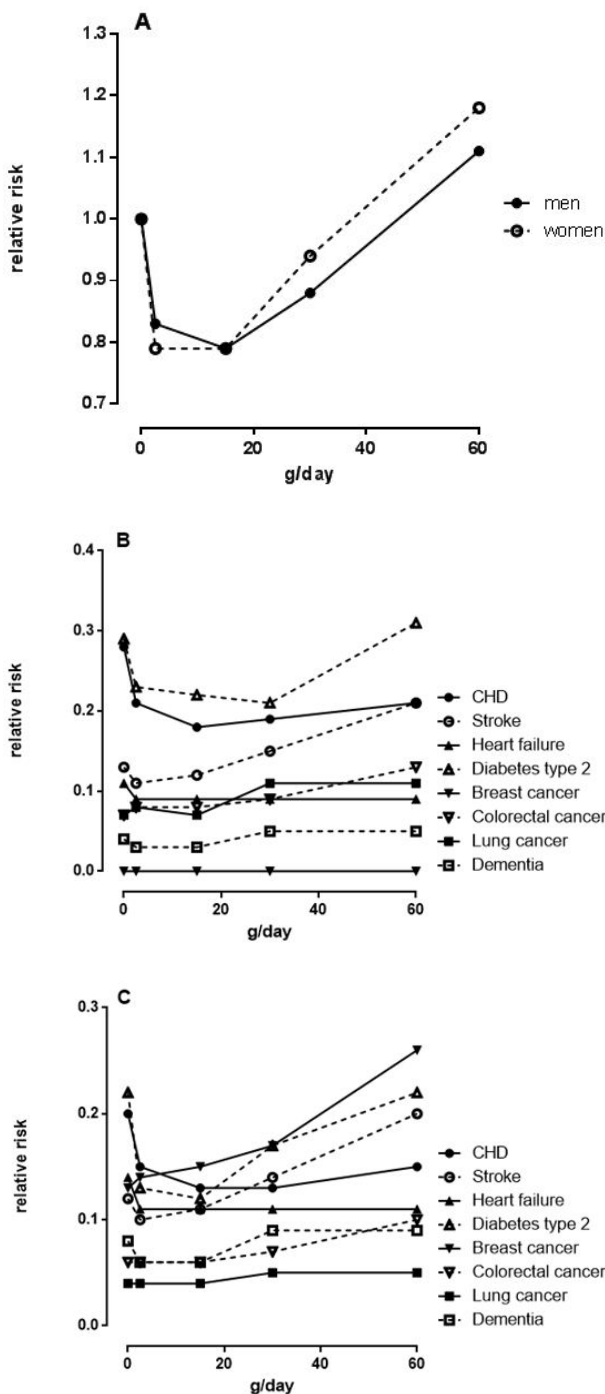 A
1.3
1.2
1.1
1.0
0.9
0.8
0.7
relative risk
0 20 40 60
g/day
men
women
B
0.4
0.3
0.2
0.1
0.0
relative risk
0 20 40 60
g/day
CHD
Stroke
Heart failure
Diabetes type 2
Breast cancer
Colorectal cancer
Lung cancer
Dementia
C
0.3
0.2
0.1
0.0
relative risk
0 20 40 60
g/day
CHD
Stroke
Heart failure
Diabetes type 2
Breast cancer
Colorectal cancer
Lung cancer
Dementia